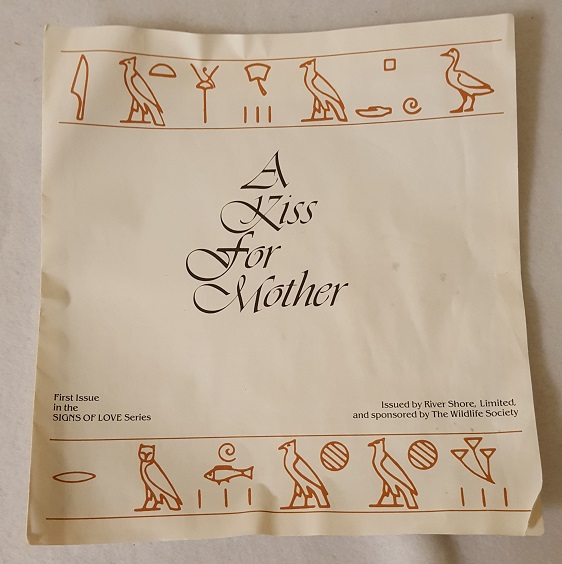 A
Kiss
For
Mother
First Issue
in the
SIGNS OF LOVE Series
Issued by River Shore, Limited,
and sponsored by The Wildlife Society